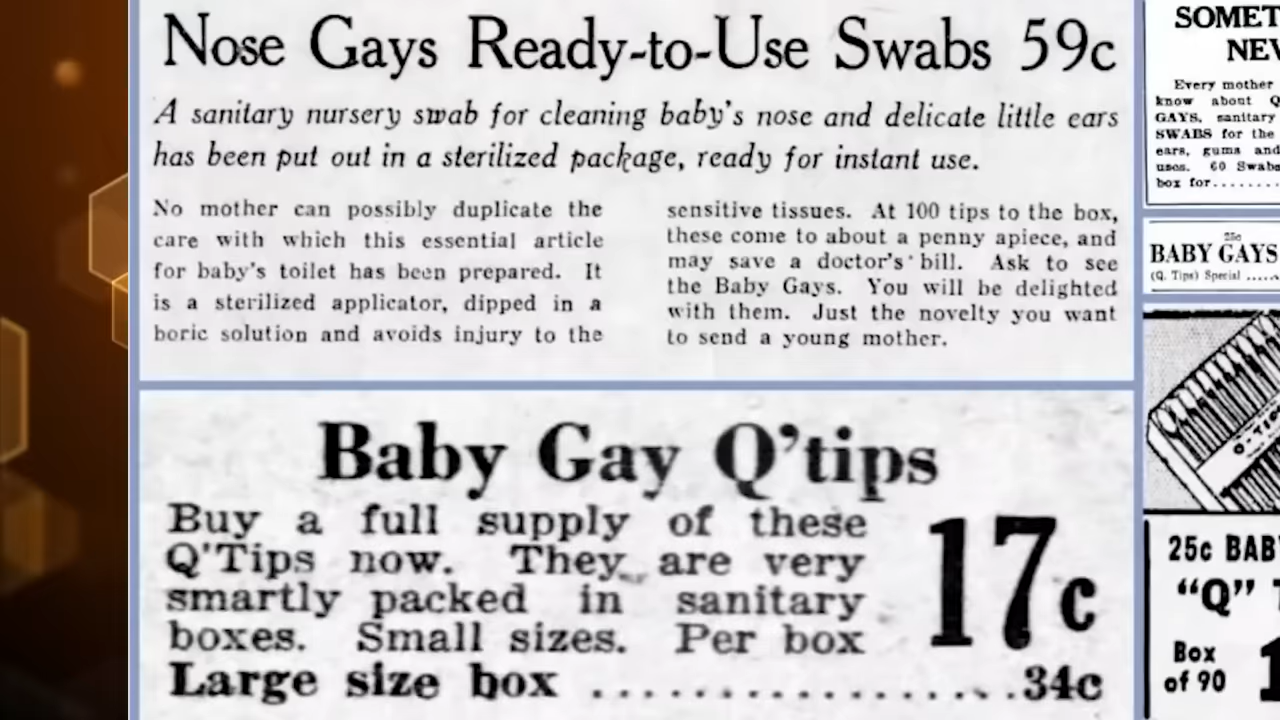 Nose Gays Ready-to-Use Swabs 59c
A sanitary nursery swab for cleaning baby's nose and delicate little ears
has been put out in a sterilized package, ready for instant use.
No mother can possibly duplicate the
care with which this essential article
for baby's toilet has been prepared. It
is a sterilized applicator, dipped in a
boric solution and avoids injury to the
sensitive tissues. At 100 tips to the box,
these come to about a penny apiece, and
may save a doctor's bill. Ask to see
the Baby Gays. You will be delighted
with them. Just the novelty you want
to send a young mother.
Baby Gay Q'tips
Buy a full supply of these
Q'Tips now. They are very
smartly packed in sanitary
boxes. Small sizes. Per box
17c
Large size box ..................34c
SOMET
NEW
Every mother
know about Q
GAYS, sanitary
SWABS for the
ears, gums and
uses. 60 Swabs
box for........
25c
BABY GAYS
(Q. Tips) Special .....
25c BAB
"Q" T
Box
of 90
1